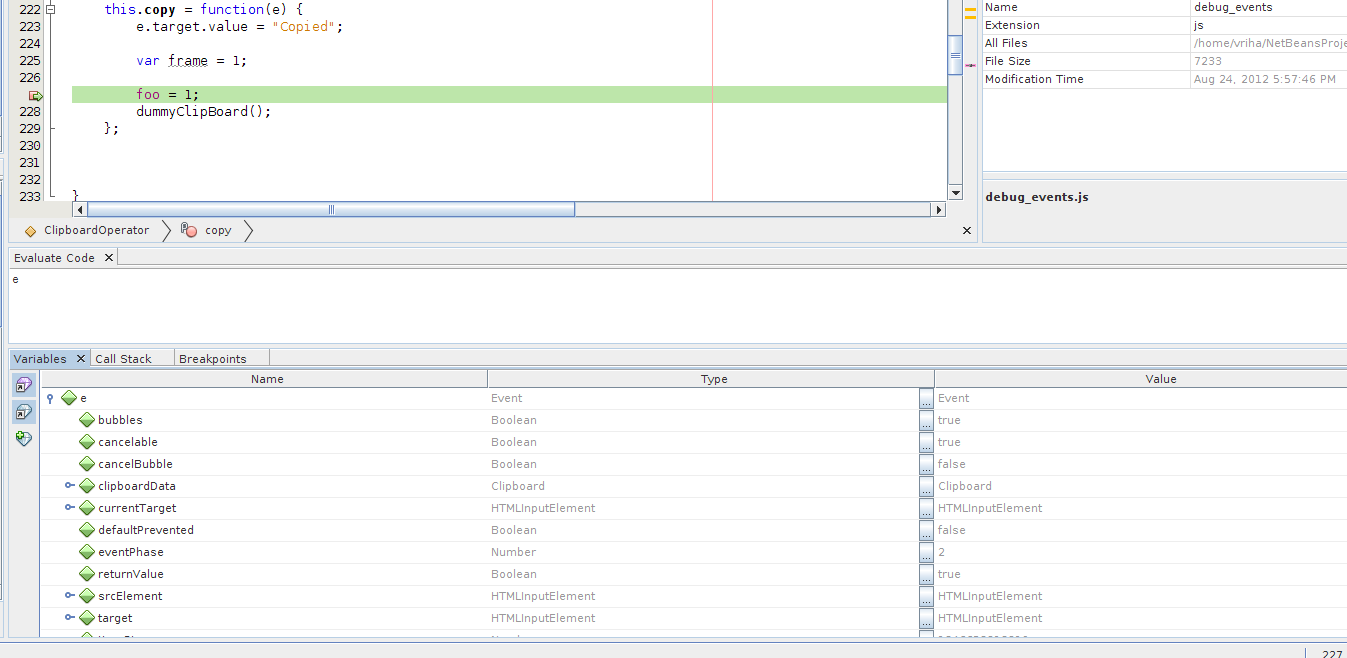 222 this.copy = function(e) {
223 e.target.value = "Copied";
224
225 var frame = 1;
226
foo = 1;
228 dummyClipBoard();
229 };
230
231
232
233 }
ClipboardOperator copy
Name debug_events
Extension js
All Files /home/vriha/NetBeansProje
File Size 7233
Modification Time Aug 24, 2012 5:57:46 PM
debug_events.js
Evaluate Code
e
Variables Call Stack Breakpoints
Name Type Value
e Event ... Event
bubbles Boolean ... true
cancelable Boolean ... true
cancelBubble Boolean ... false
clipboardData Clipboard ... Clipboard
currentTarget HTMLInputElement ... HTMLInputElement
defaultPrevented Boolean ... false
eventPhase Number ... 2
returnValue Boolean ... true
srcElement HTMLInputElement ... HTMLInputElement
target HTMLInputElement ... HTMLInputElement
227